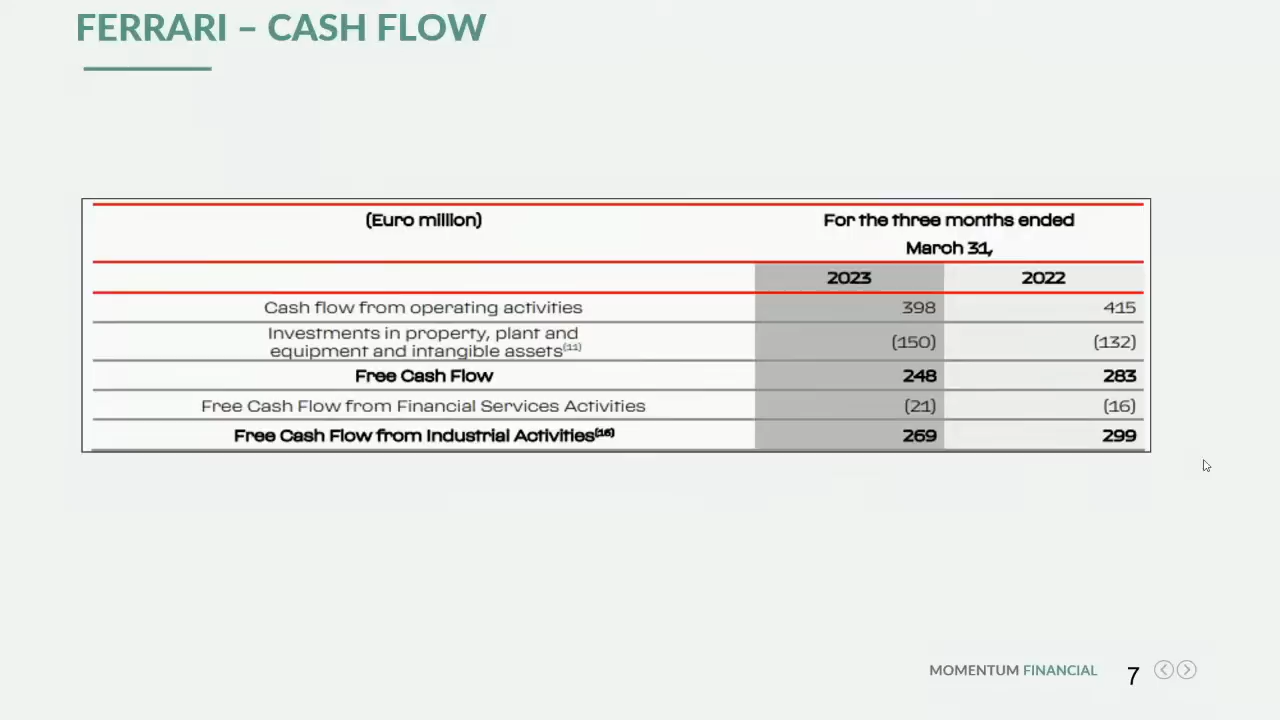 FERRARI – CASH FLOW
(Euro million) For the three months ended
March 31,
2023 2022
Cash flow from operating activities 398 415
Investments in property, plant and
equipment and intangible assets(11) (150) (132)
Free Cash Flow 248 283
Free Cash Flow from Financial Services Activities (21) (16)
Free Cash Flow from Industrial Activities(16) 269 299
MOMENTUM FINANCIAL 7